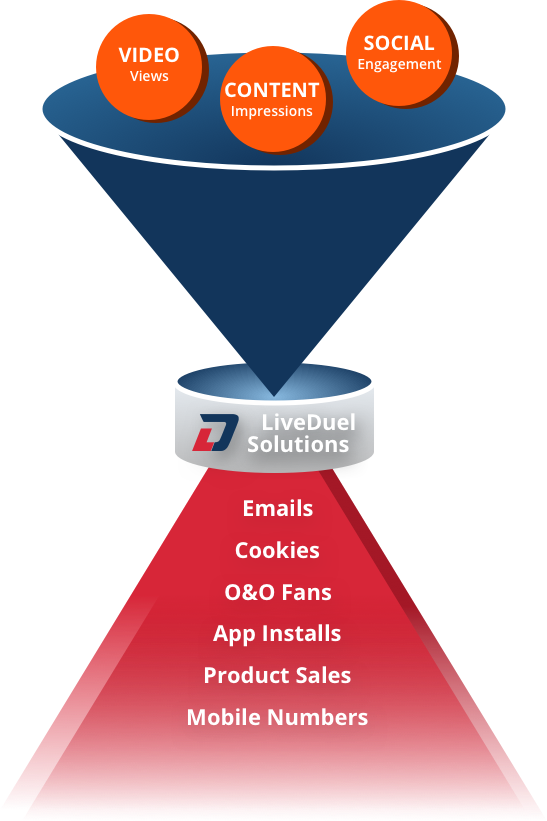 VIDEO
Views
CONTENT
Impressions
SOCIAL
Engagement
LiveDuel
Solutions
Emails
Cookies
O&O Fans
App Installs
Product Sales
Mobile Numbers